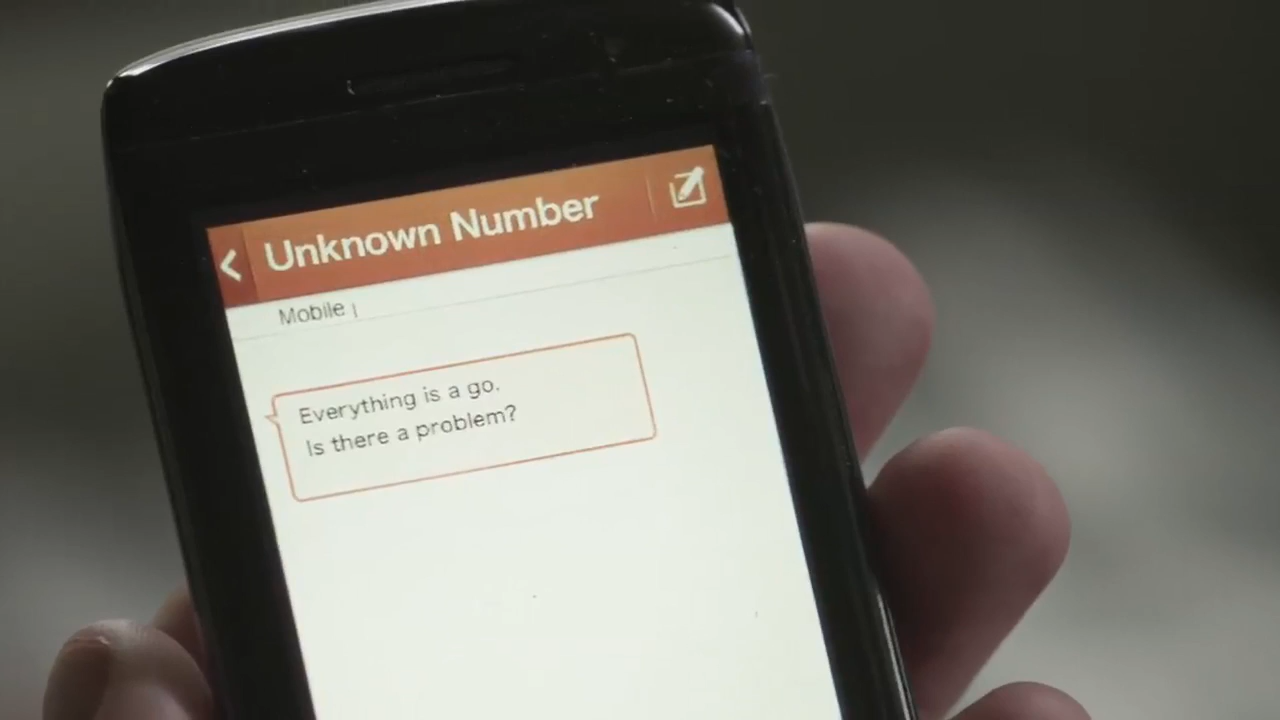 Unknown Number
Mobile
Everything is a go.
Is there a problem?